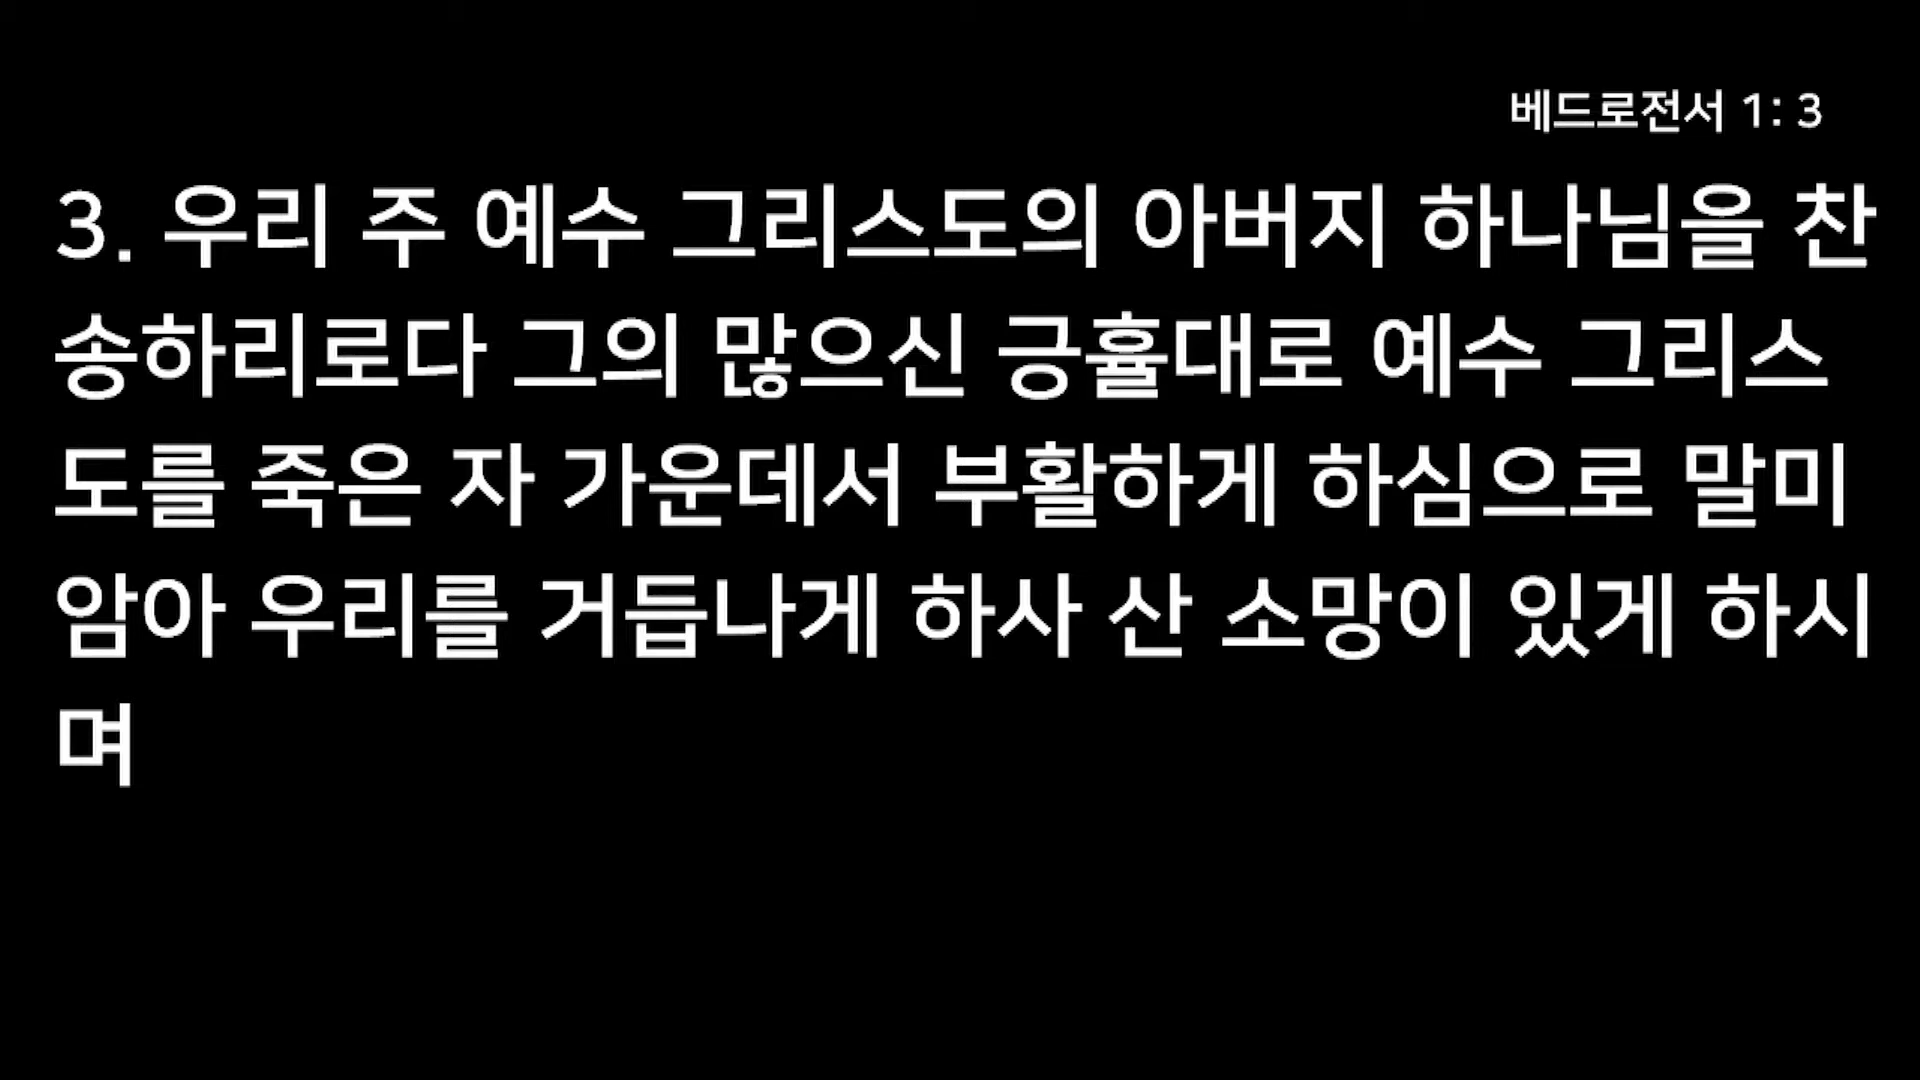 베드로전서 1: 3
3. 우리 주 예수 그리스도의 아버지 하나님을 찬
송하리로다 그의 많으신 긍휼대로 예수 그리스
도를 죽은 자 가운데서 부활하게 하심으로 말미
암아 우리를 거듭나게 하사 산 소망이 있게 하시
며